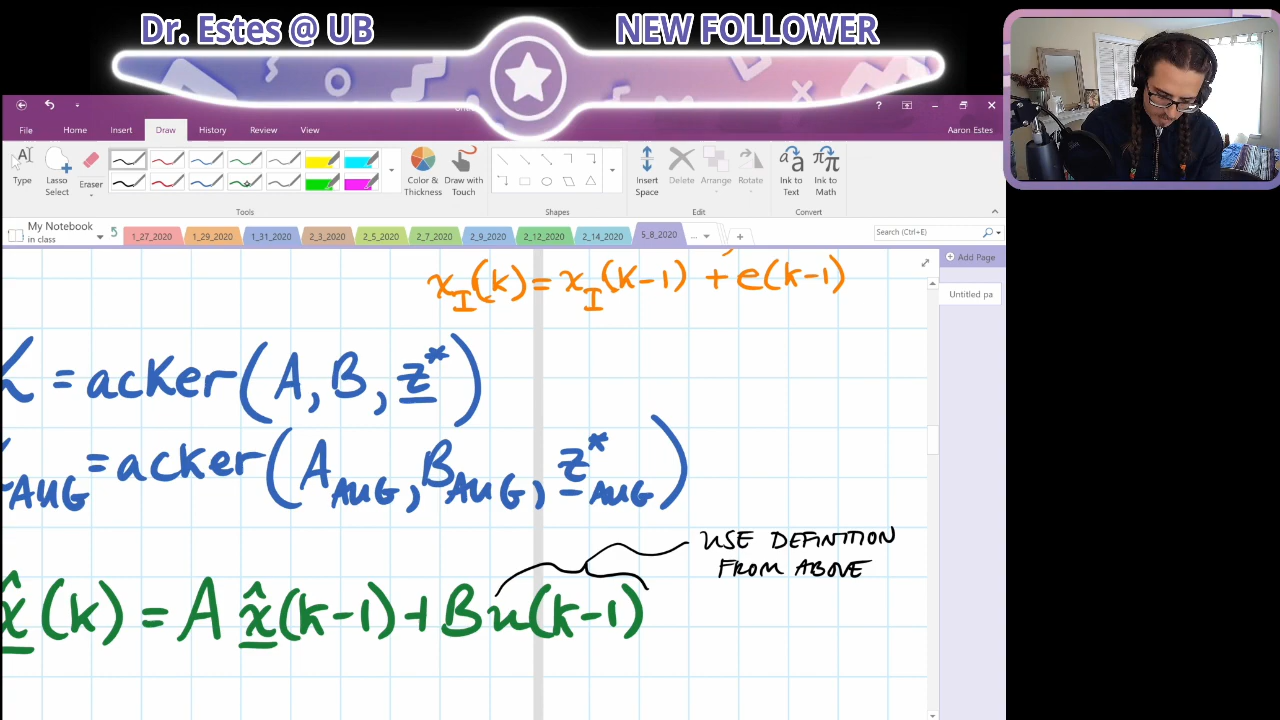 Dr. Estes @ UB
NEW FOLLOWER
File Home Insert Draw History Review View
Aaron Estes
Type
Lasso Select
Eraser
Color & Thickness
Draw with Touch
Insert Space
Delete
Arrange
Rotate
Ink to Text
Ink to Math
Tools
Shapes
Edit
Convert
My Notebook
in class
1_27_2020 1_29_2020 1_31_2020 2_3_2020 2_5_2020 2_7_2020 2_9_2020 2_12_2020 2_14_2020 5_8_2020 ...
Search (Ctrl+E)
Add Page
Untitled pa
x_I(k) = x_I(k-1) + e(k-1)
= acker(A, B, z*)
AUG = acker(A_AUG, B_AUG, z*_AUG)
USE DEFINITION
FROM ABOVE
x̂(k) = A x̂(k-1) + Bu(k-1)